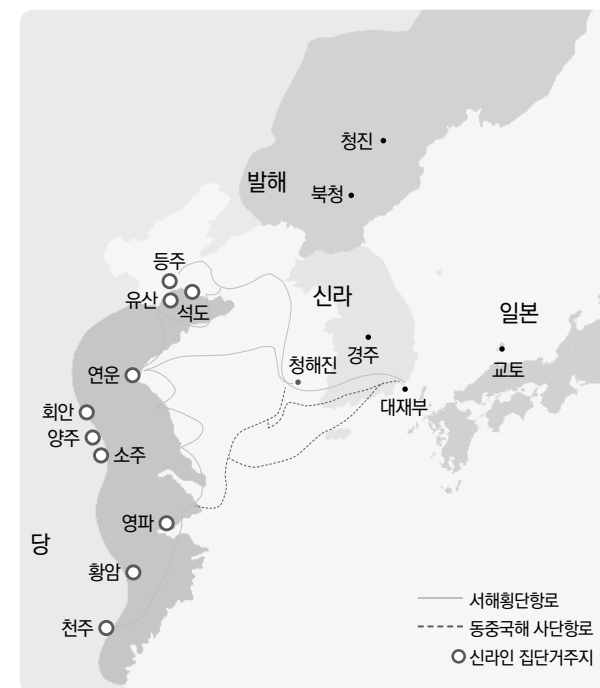 청진
발해
북청
등주
신라
유산
석도
일본
경주
청해진
교토
연운
대재부
회안
양주
소주
영파
당
황암
서해횡단항로
천주
동중국해 사단항로
신라인 집단거주지